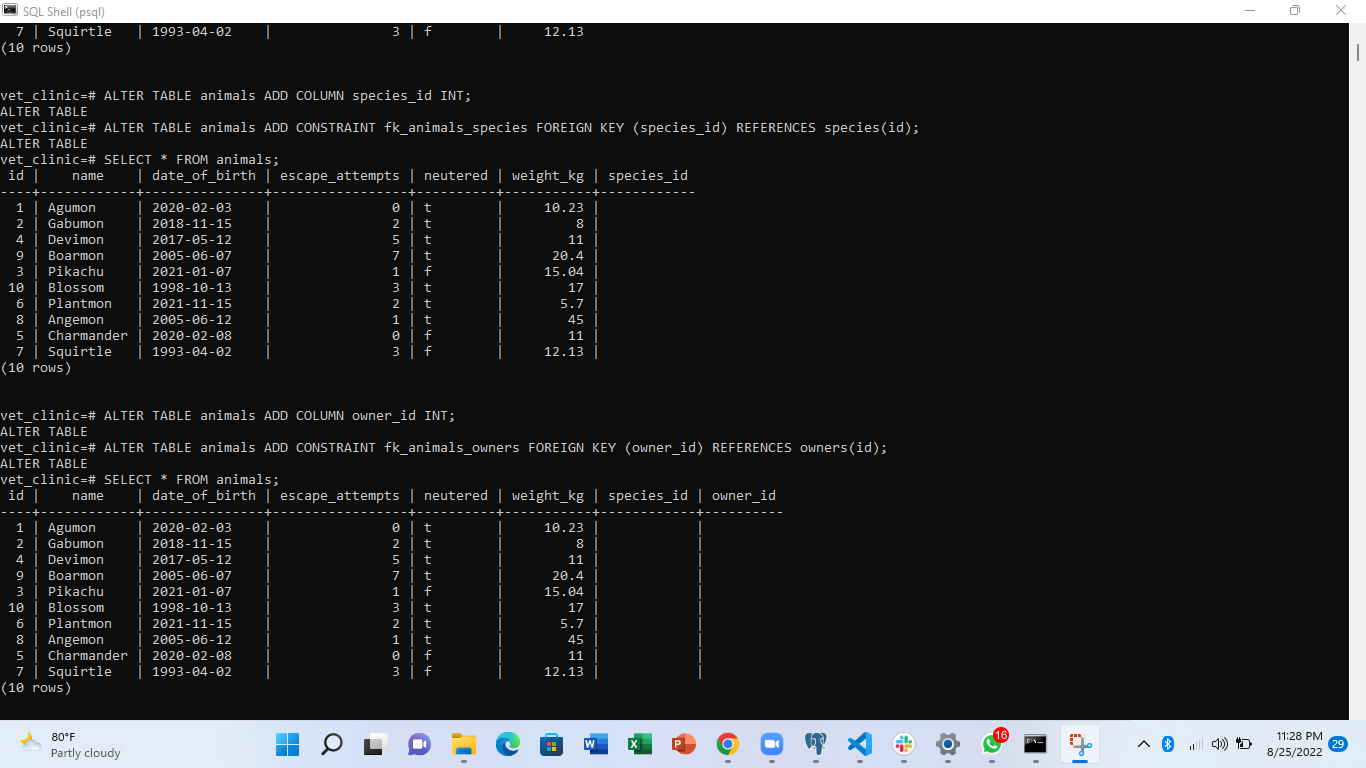 SQL Shell (psql)
  7 | Squirtle   | 1993-04-02    |               3 | f        |     12.13
(10 rows)
vet_clinic=# ALTER TABLE animals ADD COLUMN species_id INT;
ALTER TABLE
vet_clinic=# ALTER TABLE animals ADD CONSTRAINT fk_animals_species FOREIGN KEY (species_id) REFERENCES species(id);
ALTER TABLE
vet_clinic=# SELECT * FROM animals;
 id |    name    | date_of_birth | escape_attempts | neutered | weight_kg | species_id
----+------------+---------------+-----------------+----------+-----------+------------
  1 | Agumon     | 2020-02-03    |               0 | t        |     10.23 |
  2 | Gabumon    | 2018-11-15    |               2 | t        |         8 |
  4 | Devimon    | 2017-05-12    |               5 | t        |        11 |
  9 | Boarmon    | 2005-06-07    |               7 | t        |      20.4 |
  3 | Pikachu    | 2021-01-07    |               1 | f        |     15.04 |
 10 | Blossom    | 1998-10-13    |               3 | t        |        17 |
  6 | Plantmon   | 2021-11-15    |               2 | t        |       5.7 |
  8 | Angemon    | 2005-06-12    |               1 | t        |        45 |
  5 | Charmander | 2020-02-08    |               0 | f        |        11 |
  7 | Squirtle   | 1993-04-02    |               3 | f        |     12.13 |
(10 rows)
vet_clinic=# ALTER TABLE animals ADD COLUMN owner_id INT;
ALTER TABLE
vet_clinic=# ALTER TABLE animals ADD CONSTRAINT fk_animals_owners FOREIGN KEY (owner_id) REFERENCES owners(id);
ALTER TABLE
vet_clinic=# SELECT * FROM animals;
 id |    name    | date_of_birth | escape_attempts | neutered | weight_kg | species_id | owner_id
----+------------+---------------+-----------------+----------+-----------+------------+----------
  1 | Agumon     | 2020-02-03    |               0 | t        |     10.23 |            |
  2 | Gabumon    | 2018-11-15    |               2 | t        |         8 |            |
  4 | Devimon    | 2017-05-12    |               5 | t        |        11 |            |
  9 | Boarmon    | 2005-06-07    |               7 | t        |      20.4 |            |
  3 | Pikachu    | 2021-01-07    |               1 | f        |     15.04 |            |
 10 | Blossom    | 1998-10-13    |               3 | t        |        17 |            |
  6 | Plantmon   | 2021-11-15    |               2 | t        |       5.7 |            |
  8 | Angemon    | 2005-06-12    |               1 | t        |        45 |            |
  5 | Charmander | 2020-02-08    |               0 | f        |        11 |            |
  7 | Squirtle   | 1993-04-02    |               3 | f        |     12.13 |            |
(10 rows)
80°F
Partly cloudy
16
11:28 PM
8/25/2022
29